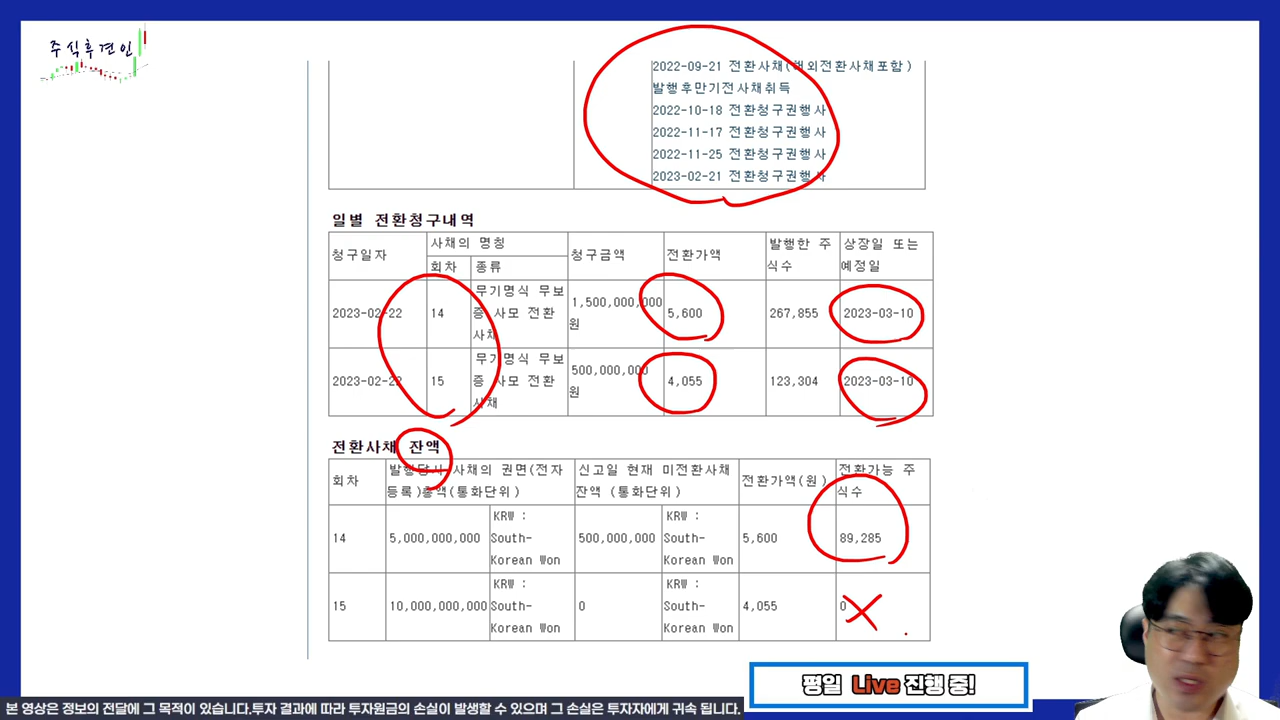 주식후견인
2022-09-21 전환사채(해외전환사채포함)
발행후만기전사채취득
2022-10-18 전환청구권행사
2022-11-17 전환청구권행사
2022-11-25 전환청구권행사
2023-02-21 전환청구권행사
일별 전환청구내역
청구일자 사채의 명칭 청구금액 전환가액 발행한 주식수 상장일 또는 예정일
회차 종류
2023-02-22 14 무기명식 무보증 사모 전환사채 1,500,000,000원 5,600 267,855 2023-03-10
2023-02-22 15 무기명식 무보증 사모 전환사채 500,000,000원 4,055 123,304 2023-03-10
전환사채 잔액
회차 발행당시 사채의 권면(전자등록)총액(통화단위) 신고일 현재 미전환사채 잔액 (통화단위) 전환가액(원) 전환가능 주식수
14 5,000,000,000 KRW : South-Korean Won 500,000,000 KRW : South-Korean Won 5,600 89,285
15 10,000,000,000 KRW : South-Korean Won 0 KRW : South-Korean Won 4,055 0
평일 Live 진행 중!
본 영상은 정보의 전달에 그 목적이 있습니다.투자 결과에 따라 투자원금의 손실이 발생할 수 있으며 그 손실은 투자자에게 귀속 됩니다.